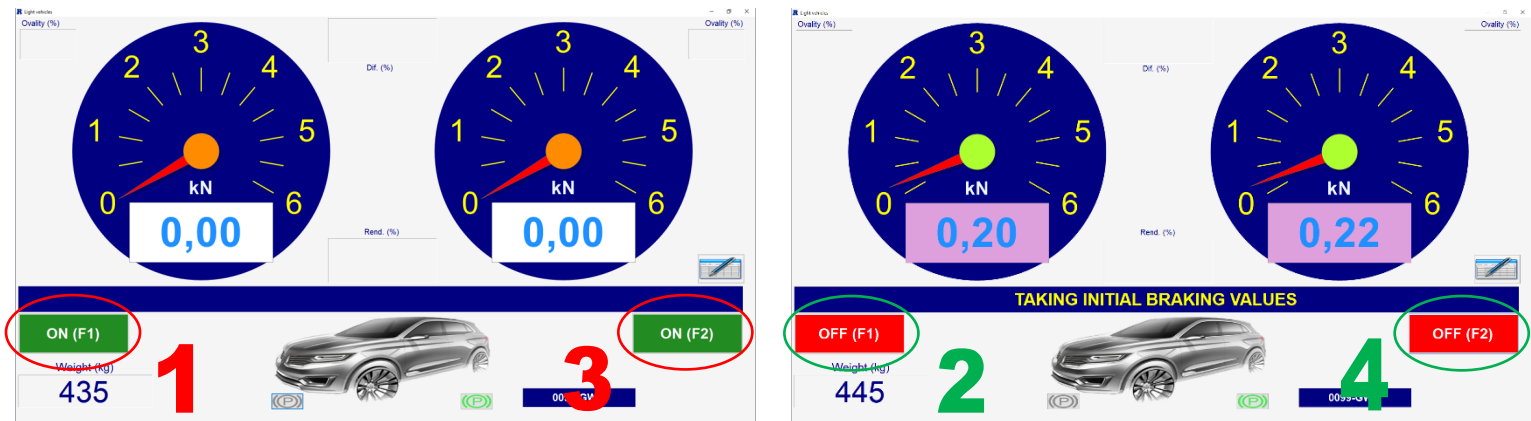 Light vehicles
Ovality (%)
Ovality (%)
Dif. (%)
0 1 2 3 4 5 6
kN
0,00
0 1 2 3 4 5 6
kN
0,00
Rend. (%)
ON (F1)
ON (F2)
Weight (kg)
435
1
3
(P)
(P)
Light vehicles
Ovality (%)
Ovality (%)
Dif. (%)
0 1 2 3 4 5 6
kN
0,20
0 1 2 3 4 5 6
kN
0,22
Rend. (%)
TAKING INITIAL BRAKING VALUES
OFF (F1)
OFF (F2)
Weight (kg)
445
2
4
(P)
(P)